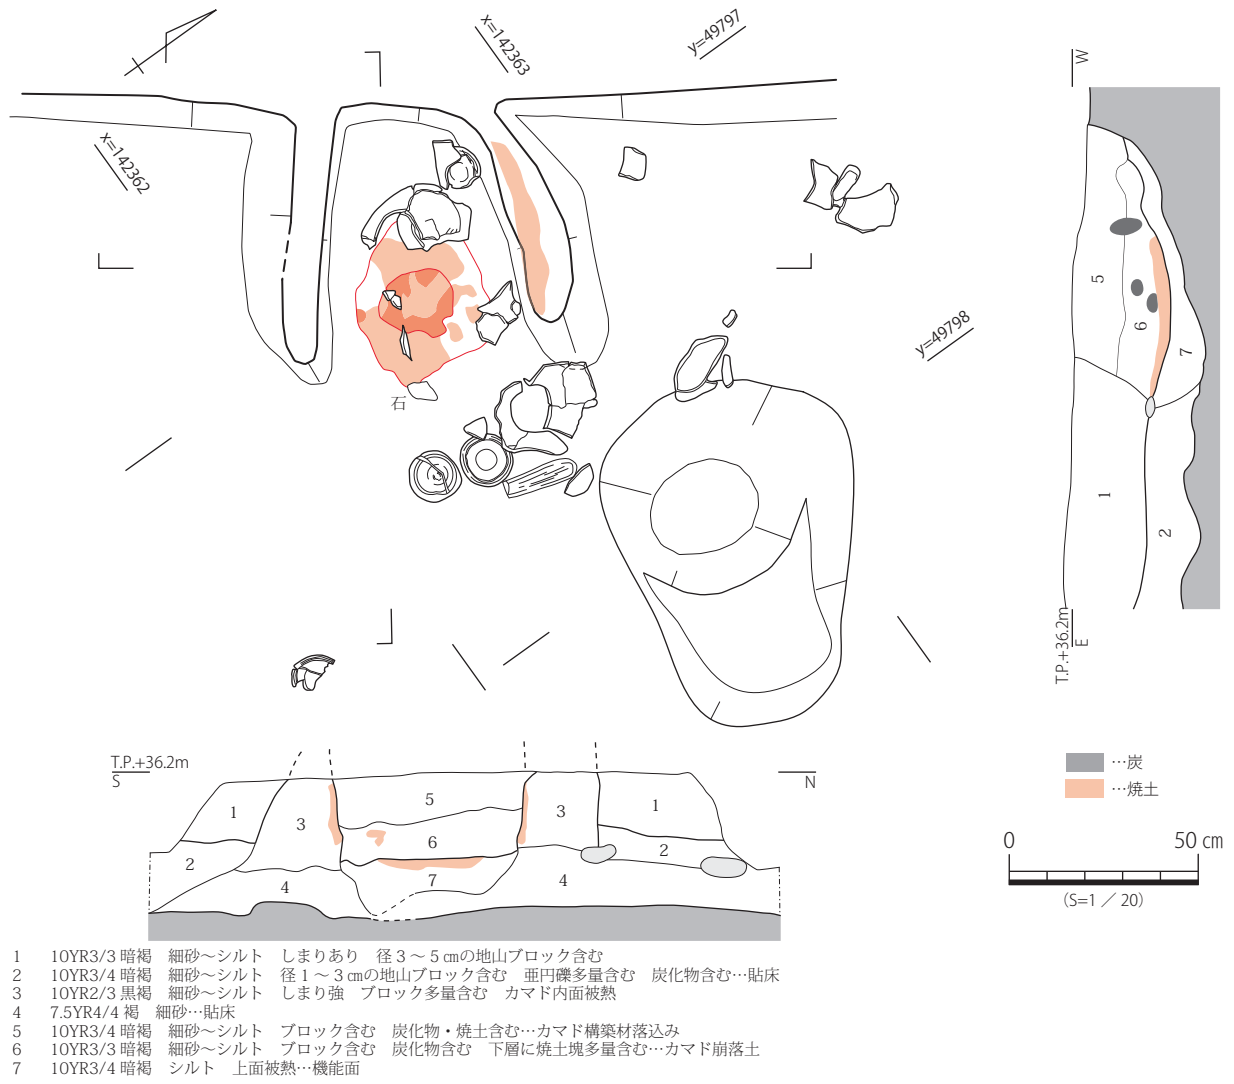 x=142363
y=49797
x=142362
y=49798
石
W
5
6
7
1
2
T.P.+36.2m
E
T.P.+36.2m
S
N
1
3
5
3
1
2
6
2
4
7
4
…炭
…焼土
0 50 cm
(S=1/20)
1 10YR3/3 暗褐 細砂～シルト しまりあり 径3～5㎝の地山ブロック含む
2 10YR3/4 暗褐 細砂～シルト 径1～3㎝の地山ブロック含む 亜円礫多量含む 炭化物含む…貼床
3 10YR2/3 黒褐 細砂～シルト しまり強 ブロック多量含む カマド内面被熱
4 7.5YR4/4 褐 細砂…貼床
5 10YR3/4 暗褐 細砂～シルト ブロック含む 炭化物・焼土含む…カマド構築材落込み
6 10YR3/3 暗褐 細砂～シルト ブロック含む 炭化物含む 下層に焼土塊多量含む…カマド崩落土
7 10YR3/4 暗褐 シルト 上面被熱…機能面